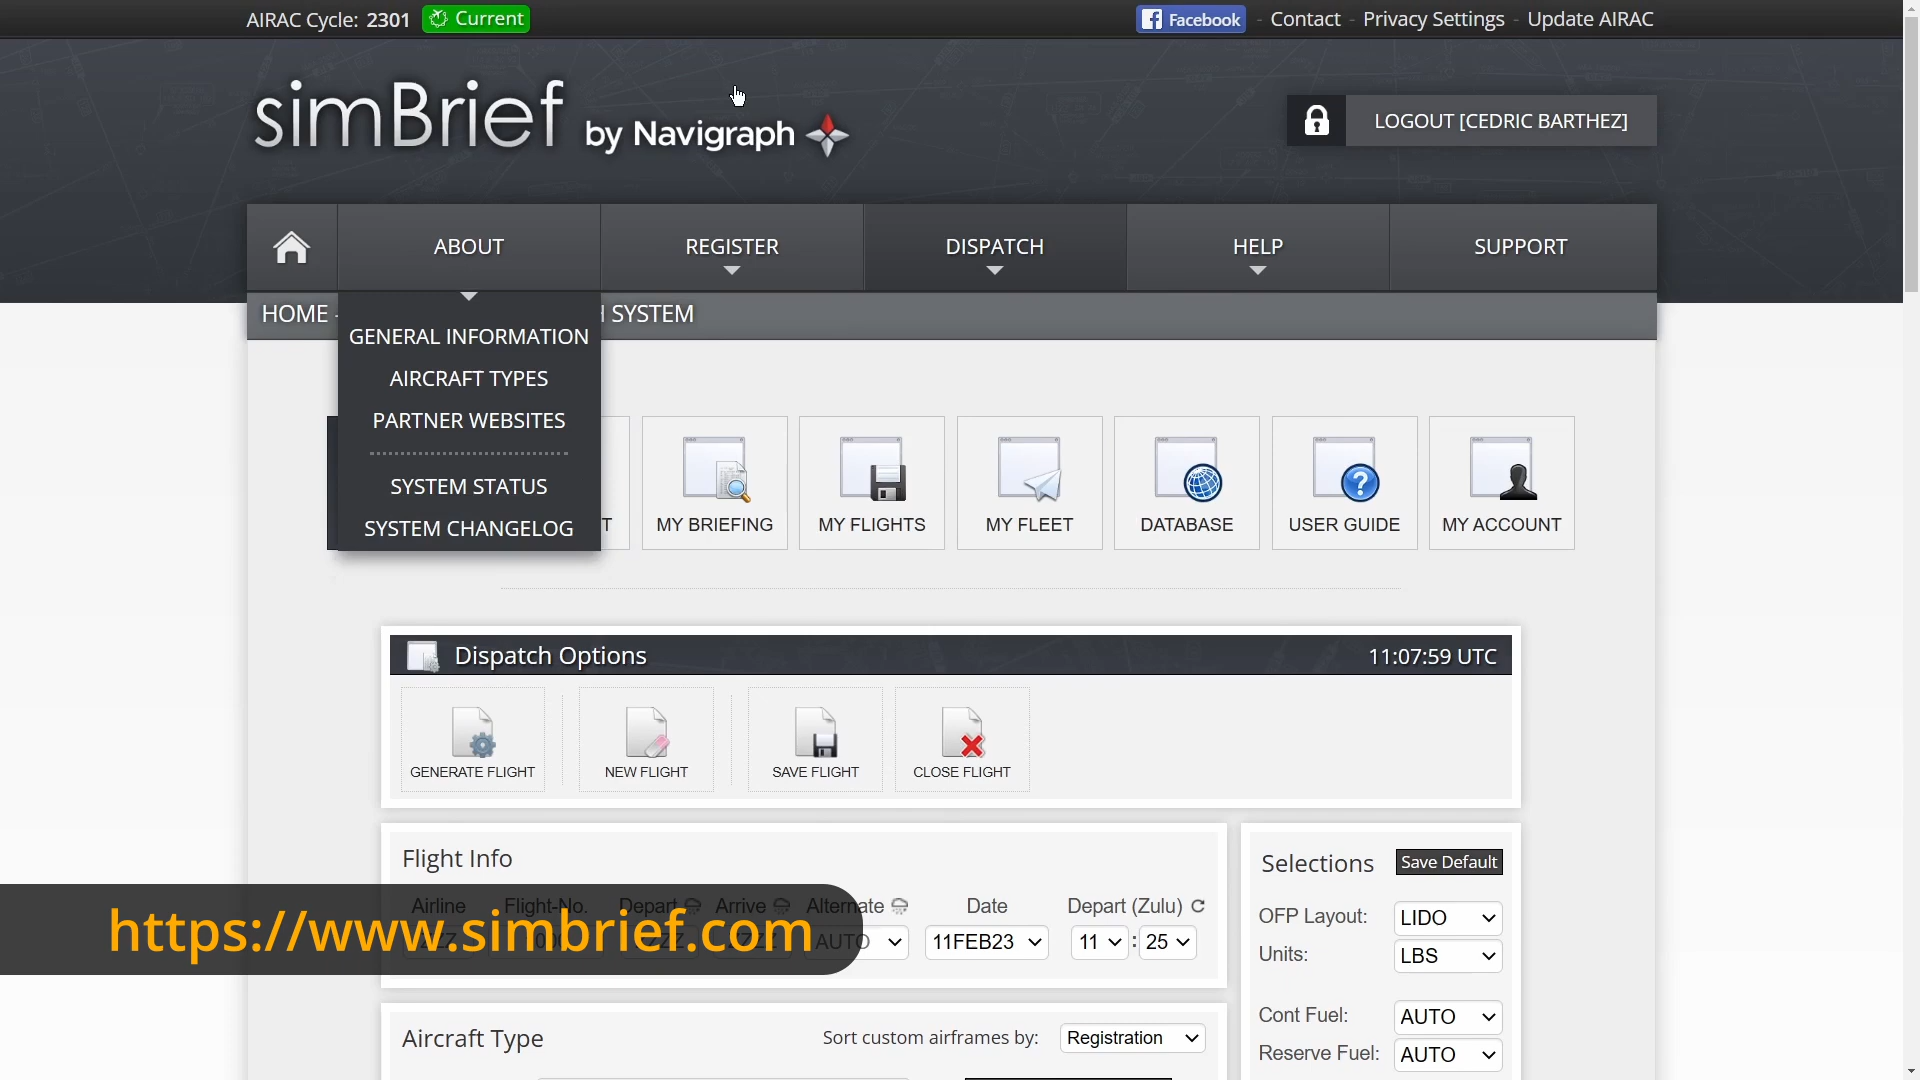 AIRAC Cycle: 2301 Current
Facebook - Contact - Privacy Settings - Update AIRAC
simBrief by Navigraph
LOGOUT [CEDRIC BARTHEZ]
ABOUT REGISTER DISPATCH HELP SUPPORT
HOME - SYSTEM
GENERAL INFORMATION
AIRCRAFT TYPES
PARTNER WEBSITES
SYSTEM STATUS
SYSTEM CHANGELOG
T MY BRIEFING MY FLIGHTS MY FLEET DATABASE USER GUIDE MY ACCOUNT
Dispatch Options 11:07:59 UTC
GENERATE FLIGHT NEW FLIGHT SAVE FLIGHT CLOSE FLIGHT
Flight Info
Airline Flight-No. Depart Arrive Alternate Date Depart (Zulu)
AUTO 11FEB23 11 : 25
https://www.simbrief.com
Selections Save Default
OFP Layout: LIDO
Units: LBS
Cont Fuel: AUTO
Reserve Fuel: AUTO
Aircraft Type Sort custom airframes by: Registration